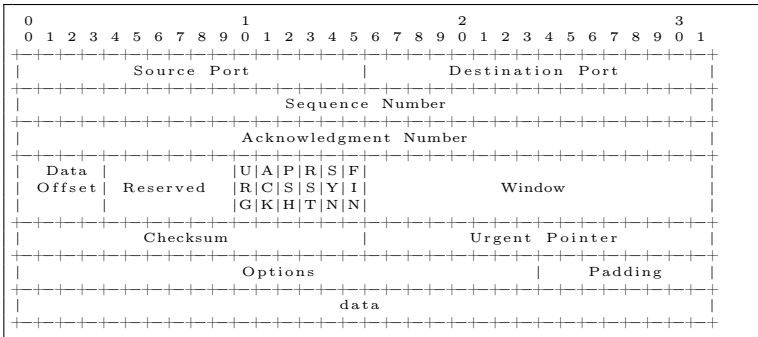 0                   1                   2                   3
 0 1 2 3 4 5 6 7 8 9 0 1 2 3 4 5 6 7 8 9 0 1 2 3 4 5 6 7 8 9 0 1
+-+-+-+-+-+-+-+-+-+-+-+-+-+-+-+-+-+-+-+-+-+-+-+-+-+-+-+-+-+-+-+-+
|          Source Port          |       Destination Port        |
+-+-+-+-+-+-+-+-+-+-+-+-+-+-+-+-+-+-+-+-+-+-+-+-+-+-+-+-+-+-+-+-+
|                        Sequence Number                        |
+-+-+-+-+-+-+-+-+-+-+-+-+-+-+-+-+-+-+-+-+-+-+-+-+-+-+-+-+-+-+-+-+
|                    Acknowledgment Number                      |
+-+-+-+-+-+-+-+-+-+-+-+-+-+-+-+-+-+-+-+-+-+-+-+-+-+-+-+-+-+-+-+-+
|  Data |           |U|A|P|R|S|F|                               |
| Offset| Reserved  |R|C|S|S|Y|I|            Window             |
|       |           |G|K|H|T|N|N|                               |
+-+-+-+-+-+-+-+-+-+-+-+-+-+-+-+-+-+-+-+-+-+-+-+-+-+-+-+-+-+-+-+-+
|           Checksum            |         Urgent Pointer        |
+-+-+-+-+-+-+-+-+-+-+-+-+-+-+-+-+-+-+-+-+-+-+-+-+-+-+-+-+-+-+-+-+
|                    Options                    |    Padding    |
+-+-+-+-+-+-+-+-+-+-+-+-+-+-+-+-+-+-+-+-+-+-+-+-+-+-+-+-+-+-+-+-+
|                             data                              |
+-+-+-+-+-+-+-+-+-+-+-+-+-+-+-+-+-+-+-+-+-+-+-+-+-+-+-+-+-+-+-+-+